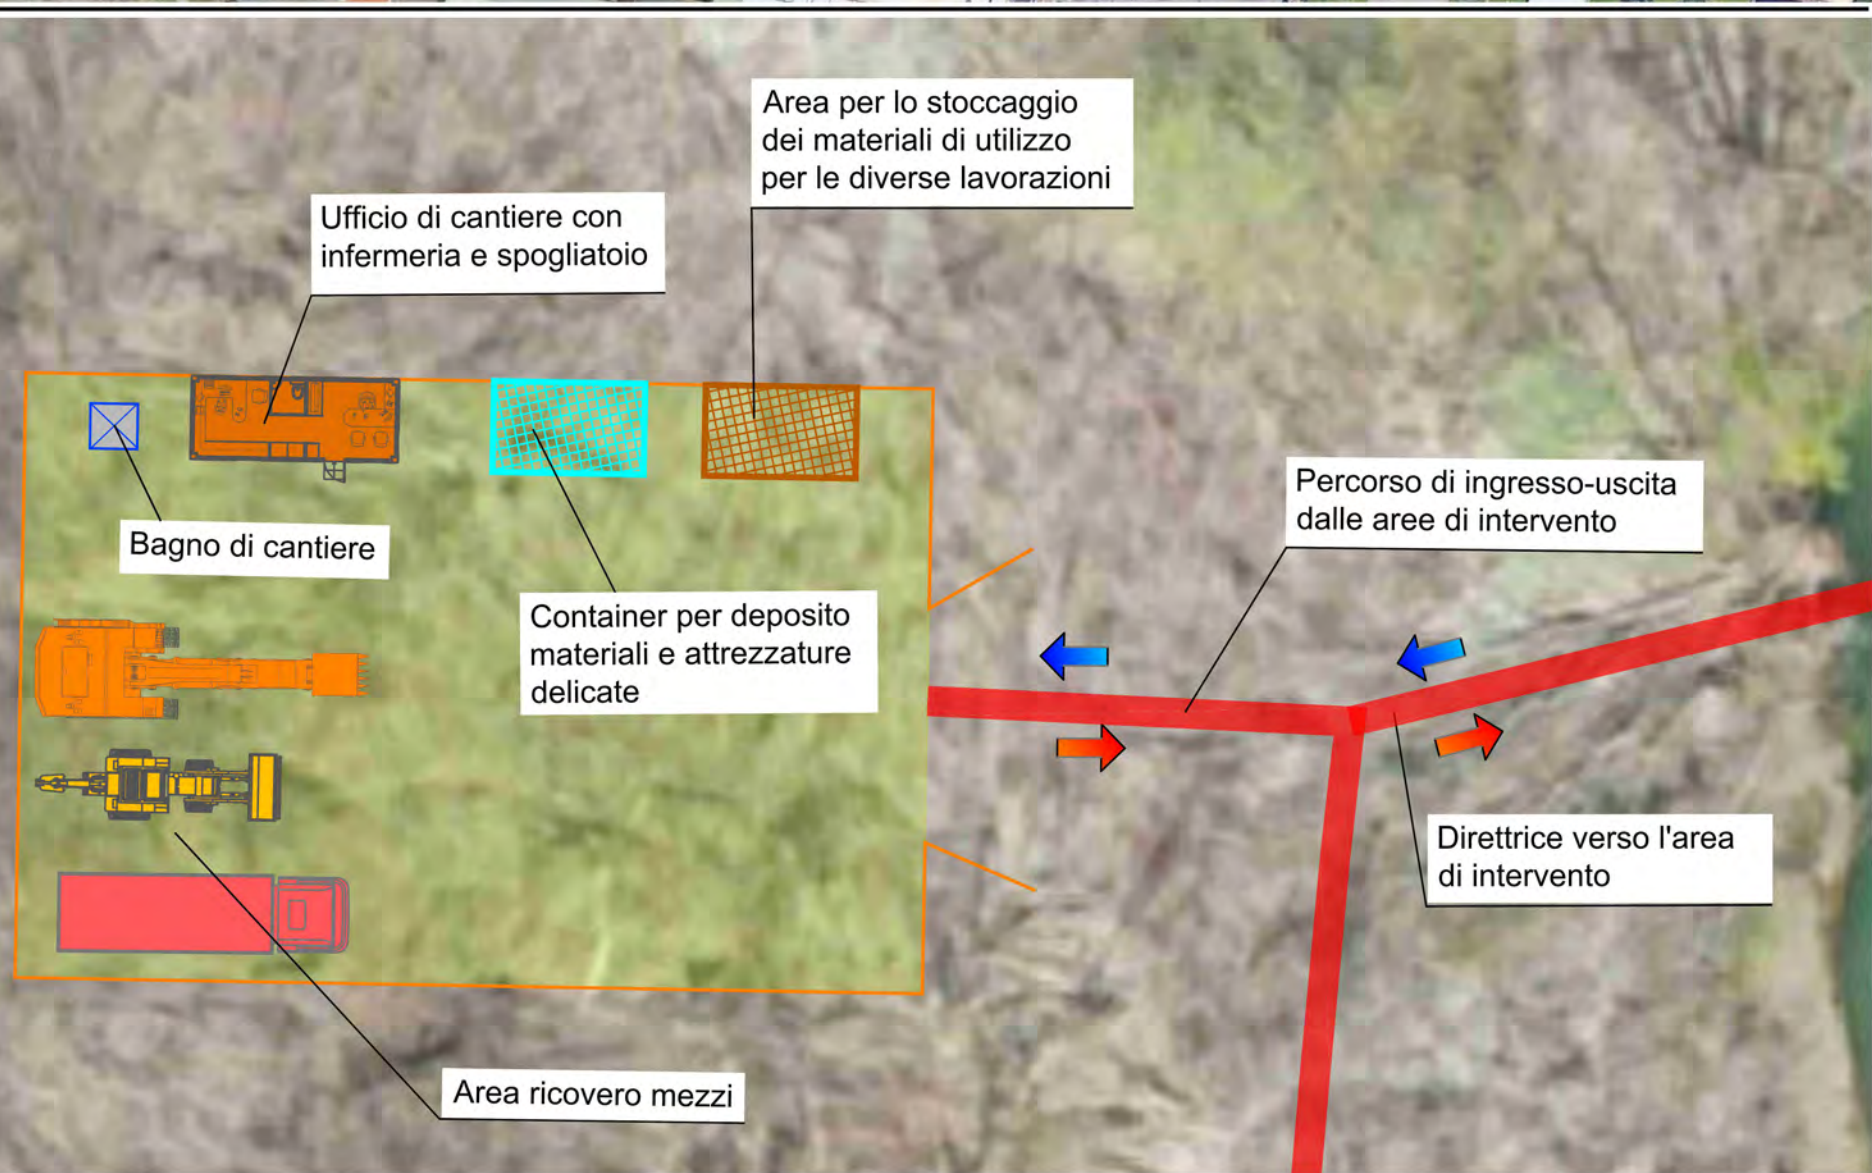 Area per lo stoccaggio
dei materiali di utilizzo
per le diverse lavorazioni
Ufficio di cantiere con
infermeria e spogliatoio
Percorso di ingresso-uscita
dalle aree di intervento
Bagno di cantiere
Container per deposito
materiali e attrezzature
delicate
Direttrice verso l'area
di intervento
Area ricovero mezzi